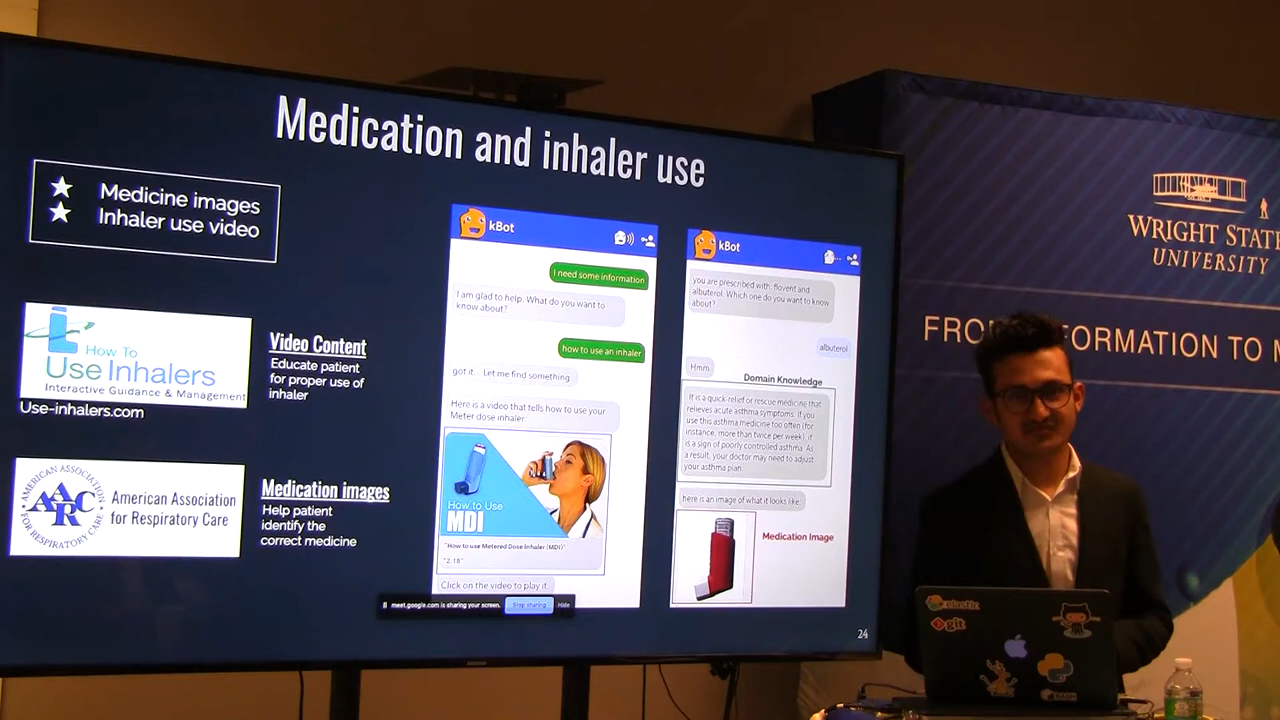 Medication and inhaler use
Medicine images
Inhaler use video
How To
Use Inhalers
Interactive Guidance & Management
Use-inhalers.com
Video Content
Educate patient
for proper use of
inhaler
AMERICAN ASSOCIATION
FOR RESPIRATORY CARE
AARC
American Association
for Respiratory Care
Medication images
Help patient
identify the
correct medicine
kBot
I need some information
I am glad to help. What do you want to
know about?
how to use an inhaler
got it... Let me find something
Here is a video that tells how to use your
Meter dose inhaler:
How to Use
MDI
"How to use Metered Dose Inhaler (MDI)"
"2:18"
Click on the video to play it.
meet.google.com is sharing your screen.
Stop sharing
Hide
kBot
you are prescribed with: flovent and
albuterol. Which one do you want to know
about?
albuterol
Hmm
Domain Knowledge
It is a quick-relief or rescue medicine that
relieves acute asthma symptoms. If you
use this asthma medicine too often (for
instance, more than twice per week), it
is a sign of poorly controlled asthma. As
a result, your doctor may need to adjust
your asthma plan.
here is an image of what it looks like:
Medication Image
24
WRIGHT STATE
UNIVERSITY
ORMATION TO
elastic
git
BASH